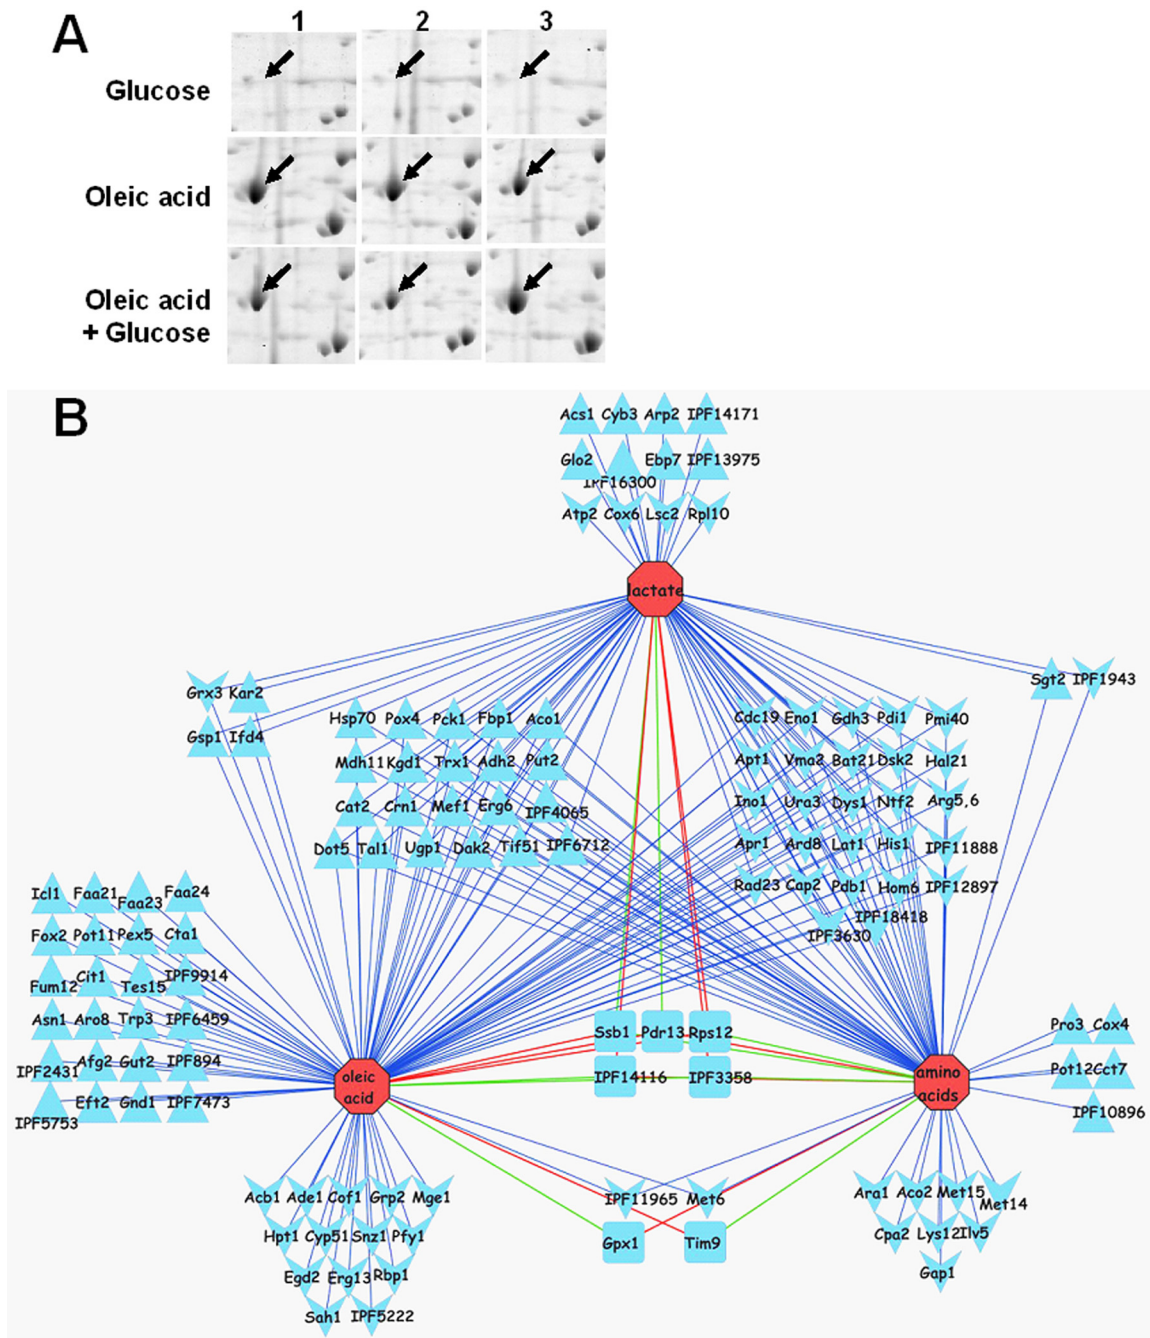 A
1 2 3
Glucose
Oleic acid
Oleic acid
+ Glucose
B
Acs1 Cyb3 Arp2 IPF14171
Glo2 Ebp7 IPF13975
IPF16300
Atp2 Cox6 Lsc2 Rpl10
lactate
Grx3 Kar2
Sgt2 IPF1943
Gsp1 Ifd4
Hsp70 Pox4 Pck1 Fbp1 Aco1
Cdc19 Eno1 Gdh3 Pdi1 Pmi40
Mdh11 Kgd1 Trx1 Adh2 Put2
Apt1 Vma2 Bat21 Dsk2 Hal21
Cat2 Crn1 Mef1 Erg6 IPF4065
Ino1 Ura3 Dys1 Ntf2 Arg5,6
Dot5 Tal1 Ugp1 Dak2 Tif51 IPF6712
Apr1 Ard8 Lat1 His1 IPF11888
Rad23 Cap2 Pdb1 Hom6 IPF12897
IPF18418
IPF3630
Icl1 Faa21 Faa23 Faa24
Fox2 Pot11 Pex5 Cta1
Fum12 Cit1 Tes15 IPF9914
Asn1 Aro8 Trp3 IPF6459
IPF2431 Afg2 Gut2 IPF894
IPF5753 Eft2 Gnd1 IPF7473
Ssb1 Pdr13 Rps12
IPF14116 IPF3358
oleic
acid
amino
acids
Pro3 Cox4
Pot12 Cct7
IPF10896
Acb1 Ade1 Cof1 Grp2 Mge1
Hpt1 Cyp51 Snz1 Pfy1
Egd2 Erg13 Rbp1
Sah1 IPF5222
IPF11965 Met6
Gpx1 Tim9
Ara1 Aco2 Met15 Met14
Cpa2 Lys12 Ilv5
Gap1